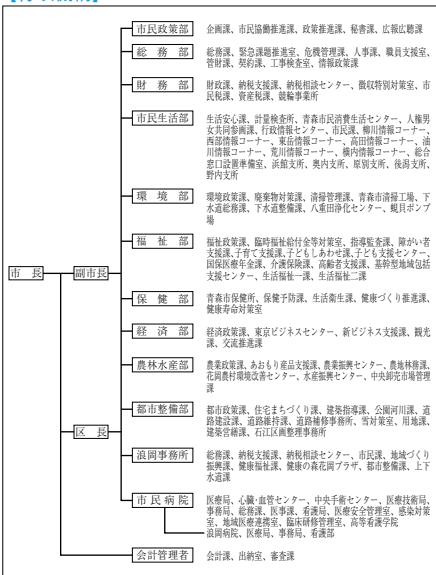 市民政策部 企画課、市民協働推進課、政策推進課、秘書課、広報広聴課
総務部 総務課、緊急課題推進室、危機管理課、人事課、職員支援室、
管財課、契約課、工事検査室、情報政策課
財務部 財政課、納税支援課、納税相談センター、徴収特別対策室、市
民税課、資産税課、競輪事業所
市民生活部 生活安心課、計量検査所、青森市民消費生活センター、人権男
女共同参画課、行政情報センター、市民課、柳川情報コーナー、
西部情報コーナー、東岳情報コーナー、高田情報コーナー、油
川情報コーナー、荒川情報コーナー、横内情報コーナー、総合
窓口設置準備室、浜館支所、奥内支所、原別支所、後潟支所、
野内支所
環境部 環境政策課、廃棄物対策課、清掃管理課、青森市清掃工場、下
水道総務課、下水道整備課、八重田浄化センター、蜆貝ポンプ
場
福祉部 福祉政策課、臨時福祉給付金等対策室、指導監査課、障がい者
支援課、子育て支援課、子どもしあわせ課、子ども支援センター、
国保医療年金課、介護保険課、高齢者支援課、基幹型地域包括
支援センター、生活福祉一課、生活福祉二課
市長 副市長
保健部 青森市保健所、保健予防課、生活衛生課、健康づくり推進課、
健康寿命対策室
経済部 経済政策課、東京ビジネスセンター、新ビジネス支援課、観光
課、交流推進課
農林水産部 農業政策課、あおもり産品支援課、農業振興センター、農地林務課、
花岡農村環境改善センター、水産振興センター、中央卸売市場管理
課
都市整備部 都市政策課、住宅まちづくり課、建築指導課、公園河川課、道
路建設課、道路維持課、道路補修事務所、雪対策室、用地課、
建築営繕課、石江区画整理事務所
区長
浪岡事務所 総務課、納税支援課、納税相談センター、市民課、地域づくり
振興課、健康福祉課、健康の森花岡プラザ、都市整備課、上下
水道課
市民病院 医療局、心臓・血管センター、中央手術センター、医療技術局、
事務局、総務課、医事課、看護局、医療安全管理室、感染対策
室、地域医療連携室、臨床研修管理室、高等看護学院
浪岡病院、医療局、事務局、看護部
会計管理者 会計課、出納室、審査課